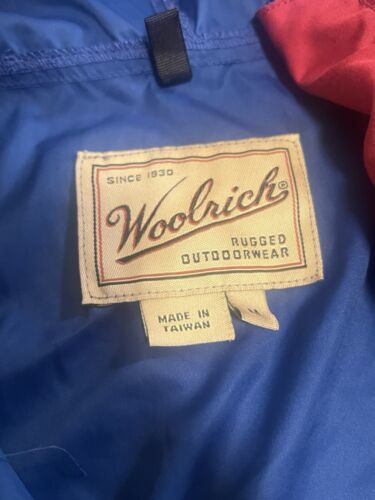 SINCE 1830
Woolrich®
RUGGED
OUTDOORWEAR
MADE IN
TAIWAN